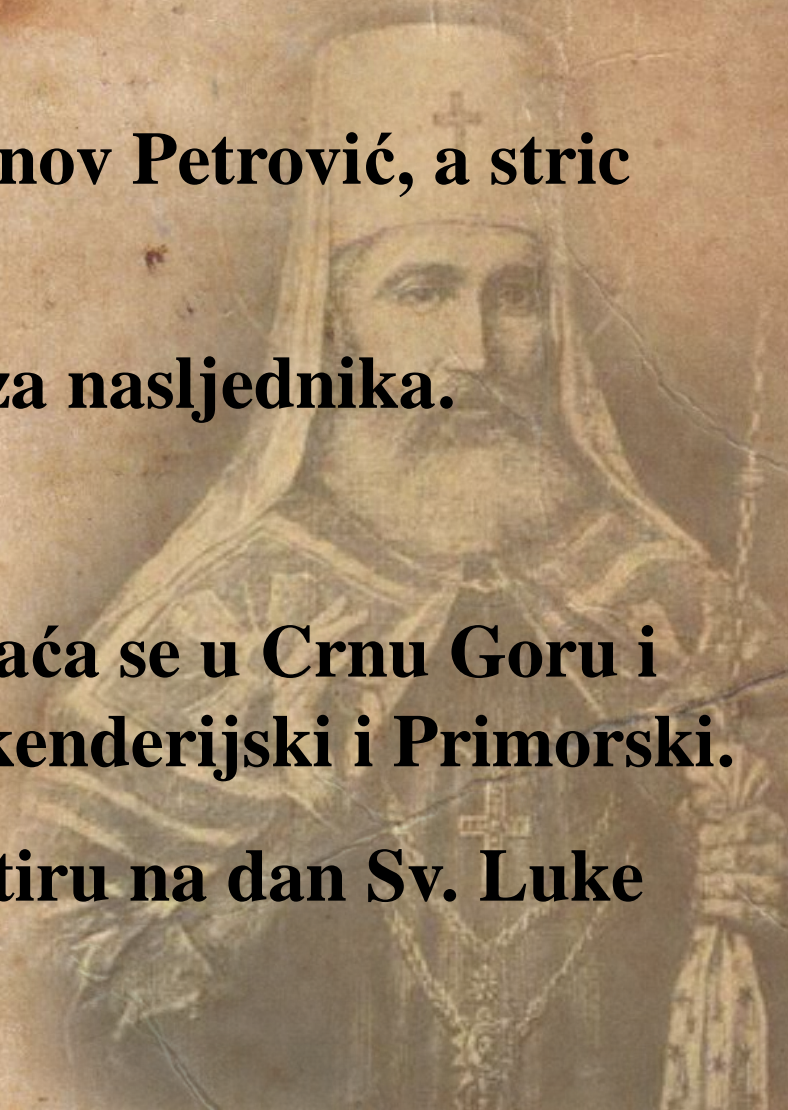 nov Petrović, a stric
za nasljednika.
aća se u Crnu Goru i
kenderijski i Primorski.
tiru na dan Sv. Luke